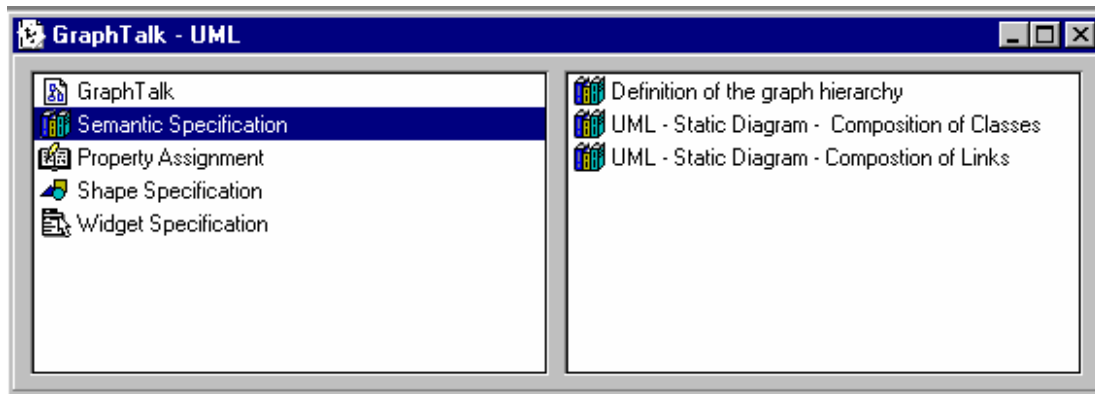 GraphTalk - UML
GraphTalk
Semantic Specification
Property Assignment
Shape Specification
Widget Specification
Definition of the graph hierarchy
UML - Static Diagram -  Composition of Classes
UML - Static Diagram - Compostion of Links